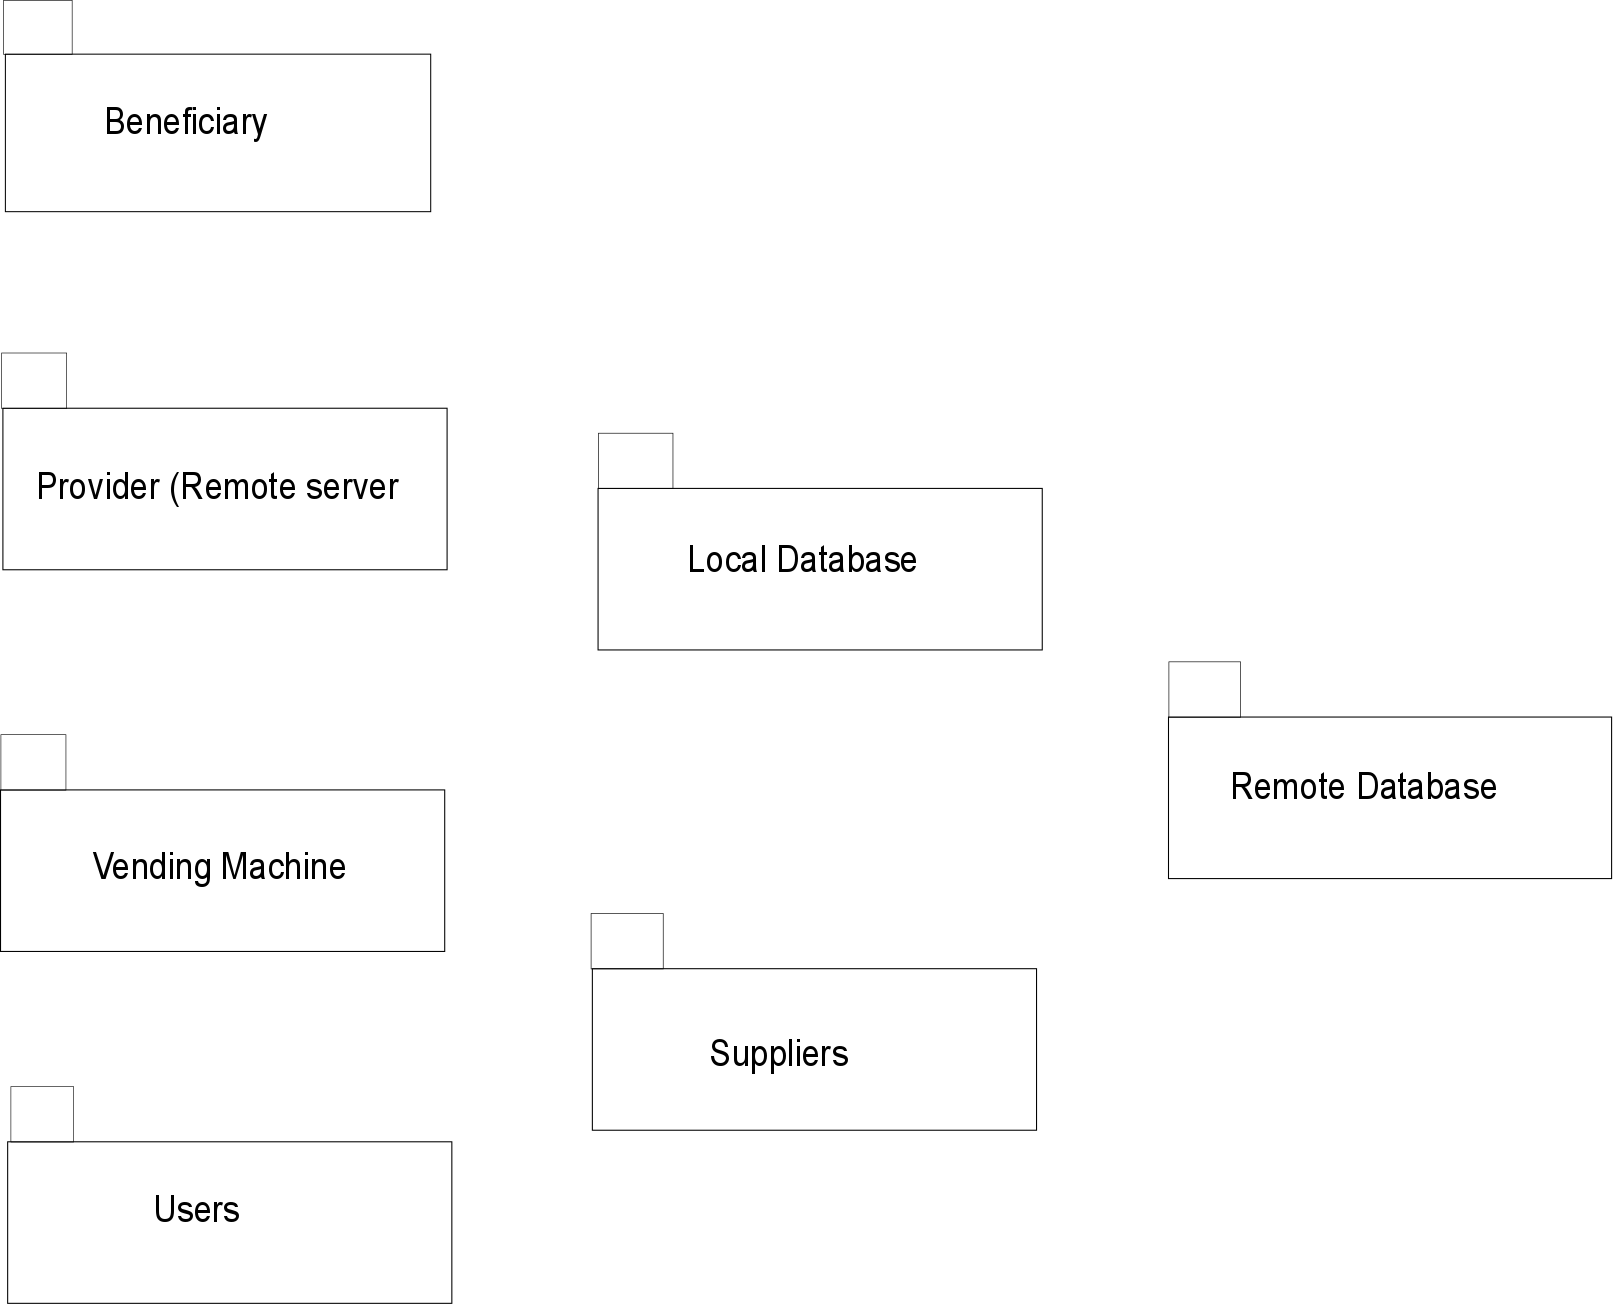 Beneficiary
Provider (Remote server
Local Database
Remote Database
Vending Machine
Suppliers
Users